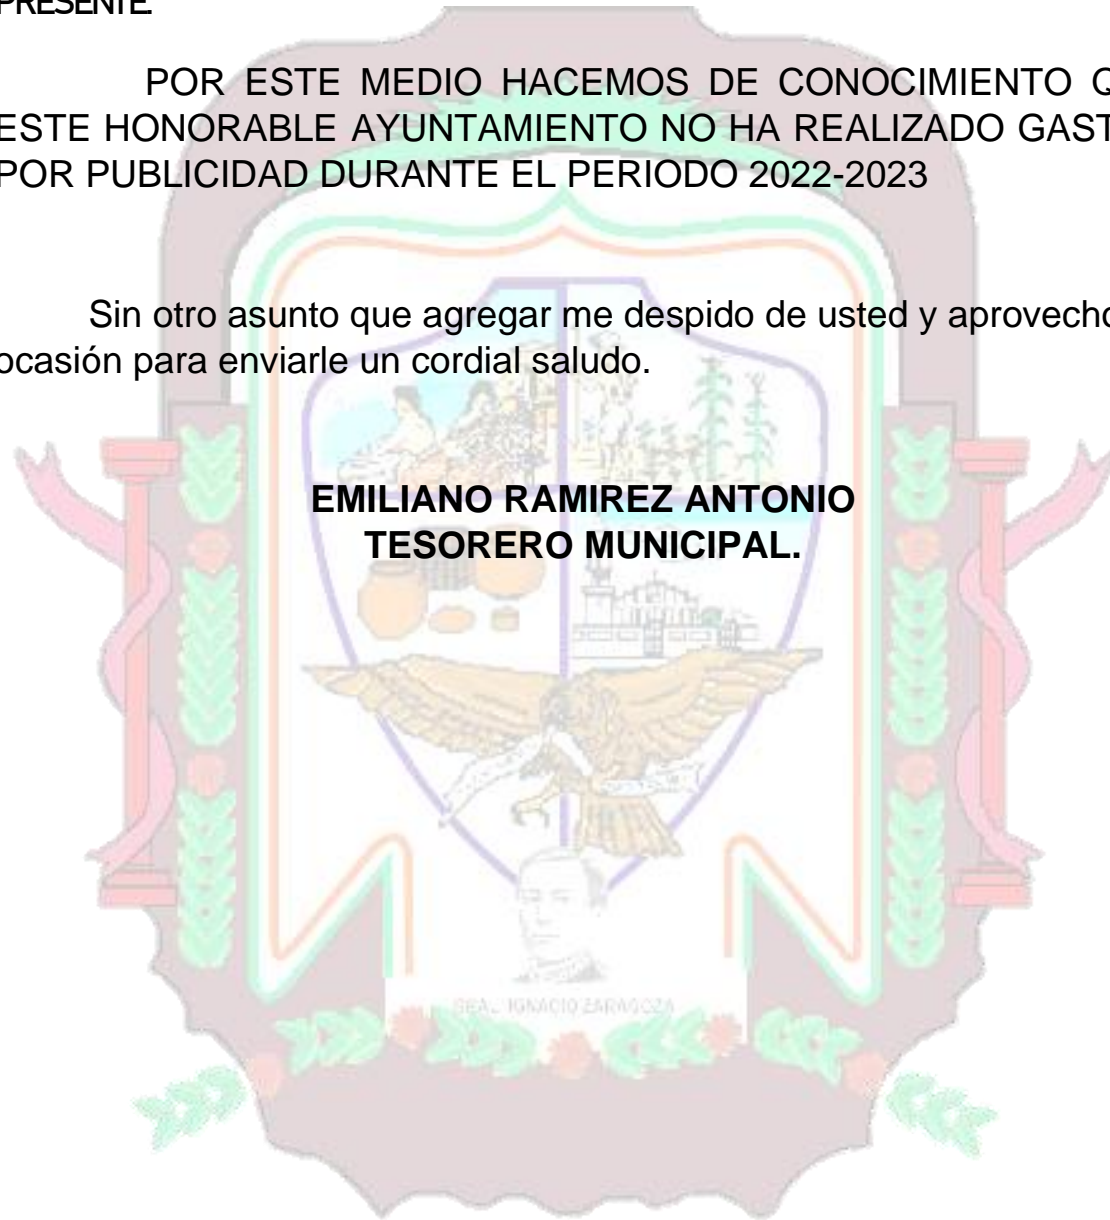 PRESENTE.
POR ESTE MEDIO HACEMOS DE CONOCIMIENTO Q
ESTE HONORABLE AYUNTAMIENTO NO HA REALIZADO GAST
POR PUBLICIDAD DURANTE EL PERIODO 2022-2023
Sin otro asunto que agregar me despido de usted y aprovecho
ocasión para enviarle un cordial saludo.
EMILIANO RAMIREZ ANTONIO
TESORERO MUNICIPAL.
GRAL. IGNACIO ZARAGOZA